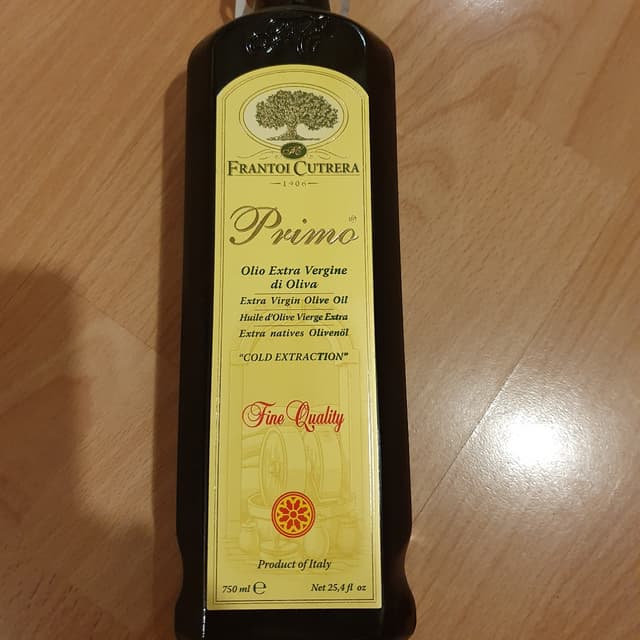 FRANTOI CUTRERA
1906
Primo
Olio Extra Vergine
di Oliva
Extra Virgin Olive Oil
Huile d'Olive Vierge Extra
Extra natives Olivenöl
"COLD EXTRACTION"
Fine Quality
Product of Italy
750 ml ℮ Net 25,4 fl oz